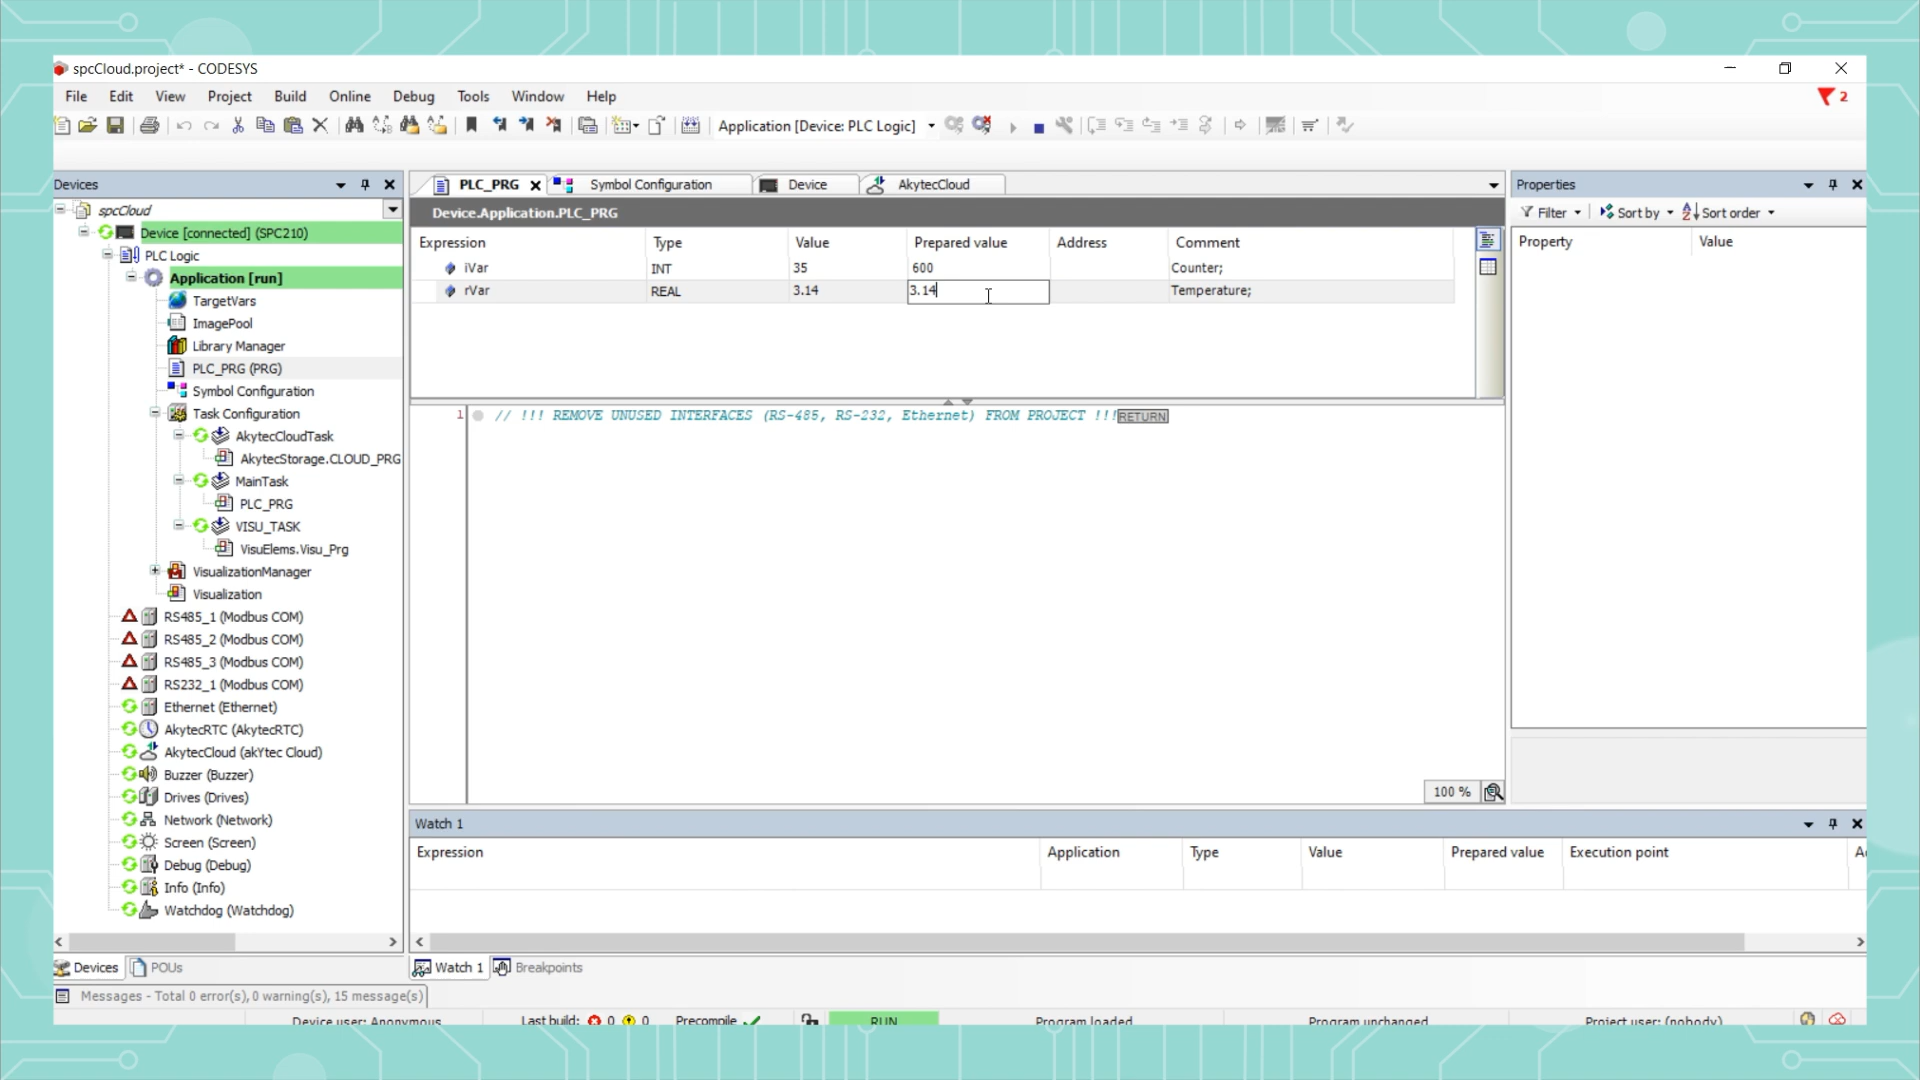 spcCloud.project* - CODESYS
File Edit View Project Build Online Debug Tools Window Help
2
Application [Device: PLC Logic]
Devices
spcCloud
Device [connected] (SPC210)
PLC Logic
Application [run]
TargetVars
ImagePool
Library Manager
PLC_PRG (PRG)
Symbol Configuration
Task Configuration
AkytecCloudTask
AkytecStorage.CLOUD_PRG
MainTask
PLC_PRG
VISU_TASK
VisuElems.Visu_Prg
VisualizationManager
Visualization
RS485_1 (Modbus COM)
RS485_2 (Modbus COM)
RS485_3 (Modbus COM)
RS232_1 (Modbus COM)
Ethernet (Ethernet)
AkytecRTC (AkytecRTC)
AkytecCloud (akYtec Cloud)
Buzzer (Buzzer)
Drives (Drives)
Network (Network)
Screen (Screen)
Debug (Debug)
Info (Info)
Watchdog (Watchdog)
Devices POUs
PLC_PRG Symbol Configuration Device AkytecCloud
Device.Application.PLC_PRG
Expression Type Value Prepared value Address Comment
iVar INT 35 600 Counter;
rVar REAL 3.14 3.14 Temperature;
1 // !!! REMOVE UNUSED INTERFACES (RS-485, RS-232, Ethernet) FROM PROJECT !!!RETURN
100 %
Properties
Filter Sort by Sort order
Property Value
Watch 1
Expression Application Type Value Prepared value Execution point
Watch 1 Breakpoints
Messages - Total 0 error(s), 0 warning(s), 15 message(s)
Device user: Anonymous Last build: 0 0 Precompile RUN Program loaded Program unchanged Project user: (nobody)